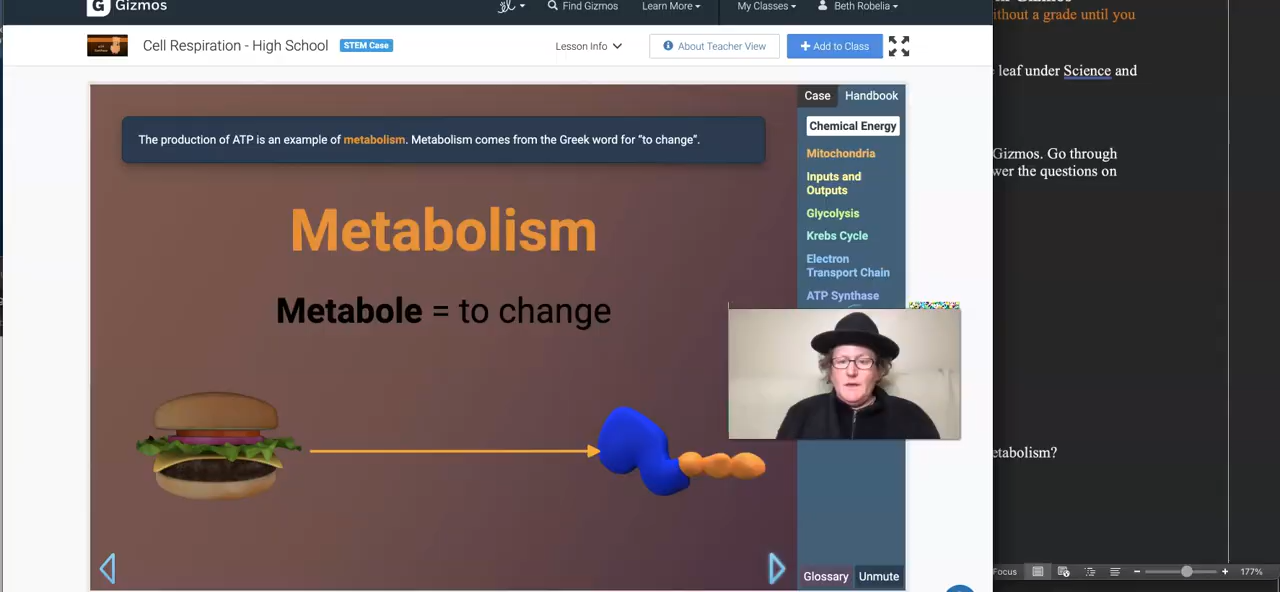 Gizmos
Find Gizmos
Learn More
My Classes
Beth Robelia
Cell Respiration - High School
STEM Case
Lesson Info
About Teacher View
Add to Class
The production of ATP is an example of metabolism. Metabolism comes from the Greek word for “to change”.
Metabolism
Metabole = to change
Case
Handbook
Chemical Energy
Mitochondria
Inputs and
Outputs
Glycolysis
Krebs Cycle
Electron
Transport Chain
ATP Synthase
Glossary
Unmute
ithout a grade until you
leaf under Science and
Gizmos. Go through
wer the questions on
etabolism?
Focus
177%